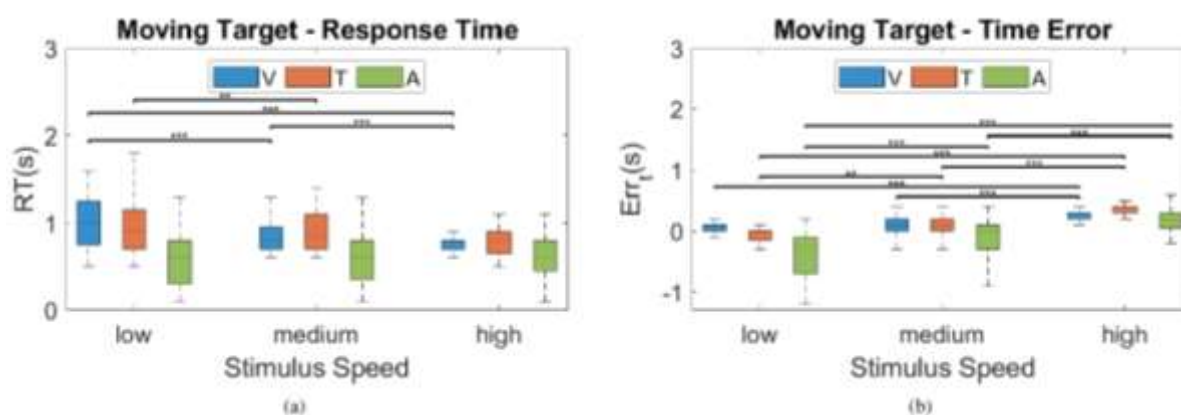 Moving Target - Response Time
3
V T A
**
***
***
***
2
1
0
RT(s)
low medium high
Stimulus Speed
(a)
Moving Target - Time Error
3
V T A
***
***
***
***
***
**
***
***
2
1
0
-1
Err_t(s)
low medium high
Stimulus Speed
(b)